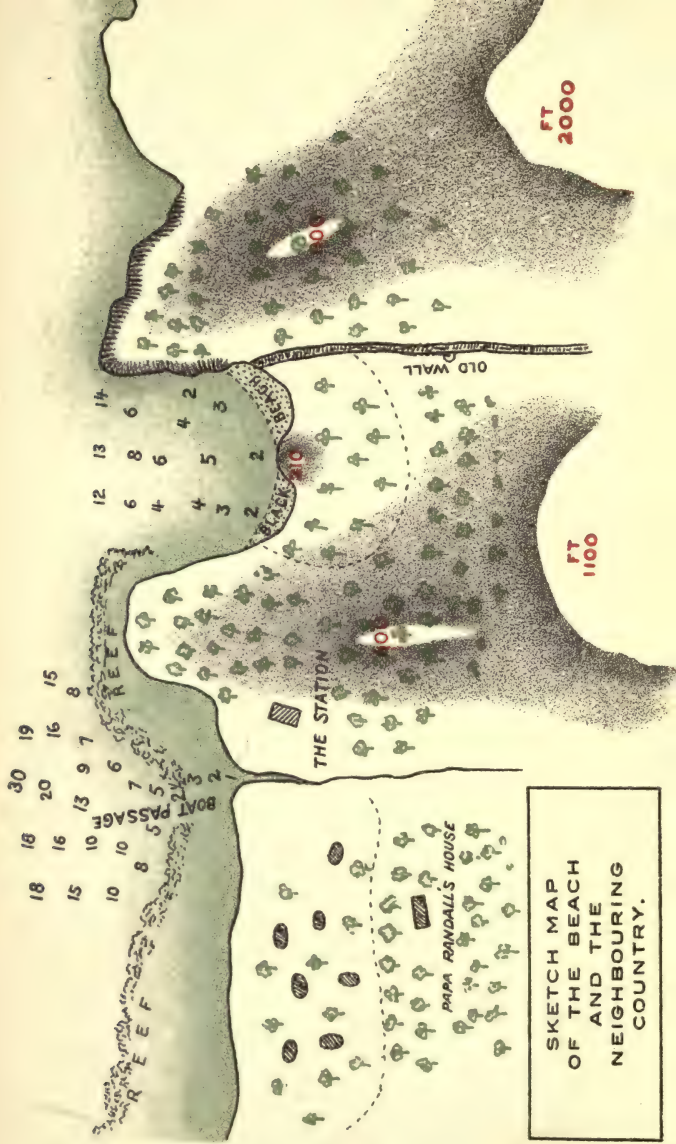 18 18 30 19
15 16 20 16 15
10 10 13 9 7 8
8 10 6
5 7
5
2½
3
2
REEF
BOAT PASSAGE
REEF
12 13 14
6 8 6
4 6
4 5 4 2
3 3
2 2
BLACK BEACH
210
THE STATION
OLD WALL
PAPA RANDALL'S HOUSE
FT
1100
FT
2000
SKETCH MAP
OF THE BEACH
AND THE
NEIGHBOURING
COUNTRY.